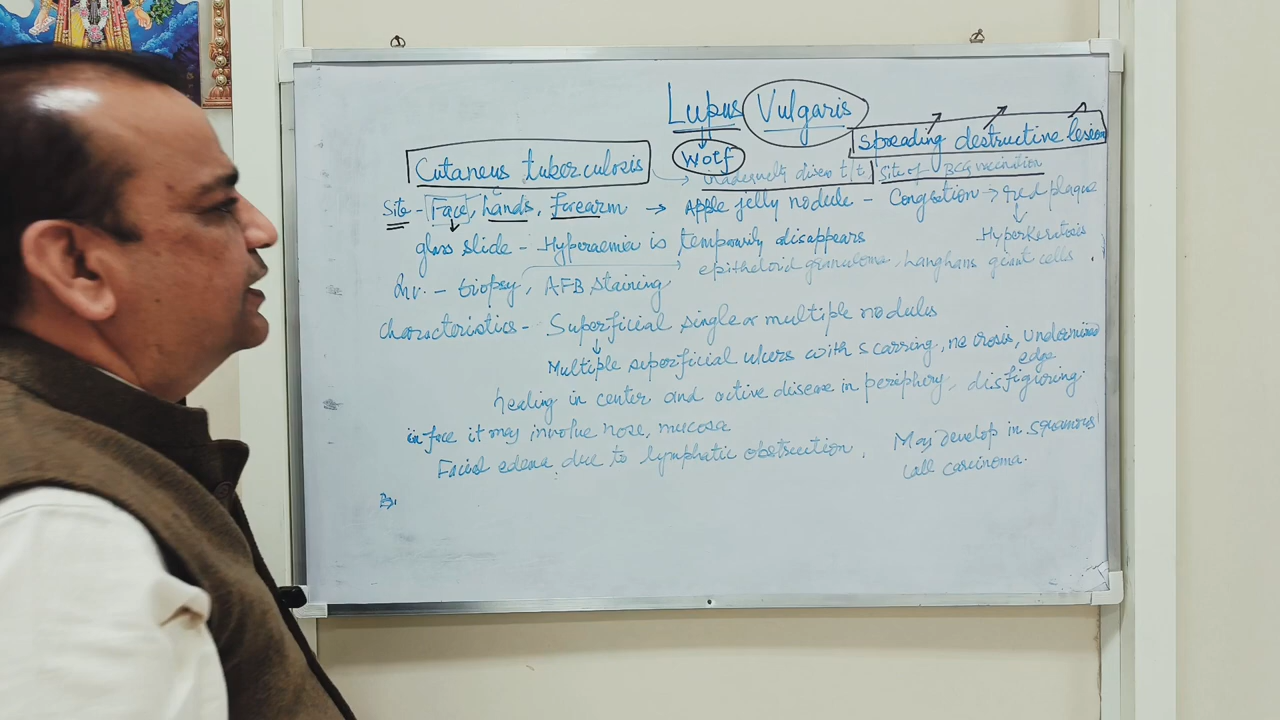 Lupus Vulgaris
Wolf
Spreading destructive lesion
Cutaneus tuberculosis
t/t
Site of BCG vaccination
Site - Face, hands, forearm → Apple jelly nodule - Congestion → red plaque
Hyperkeratosis
glass slide - Hyperaemia is temporarily disappears
epitheloid granuloma, langhans giant cells
Inv. - biopsy, AFB Staining
Characteristics - Superficial single or multiple nodules
Multiple superficial ulcers with scarring, necrosis, undermined
edge
healing in center and active disease in periphery, disfiguring.
in face it may involve nose, mucosa
Facial edema due to lymphatic obstruction, May develop in squamous
cell carcinoma.